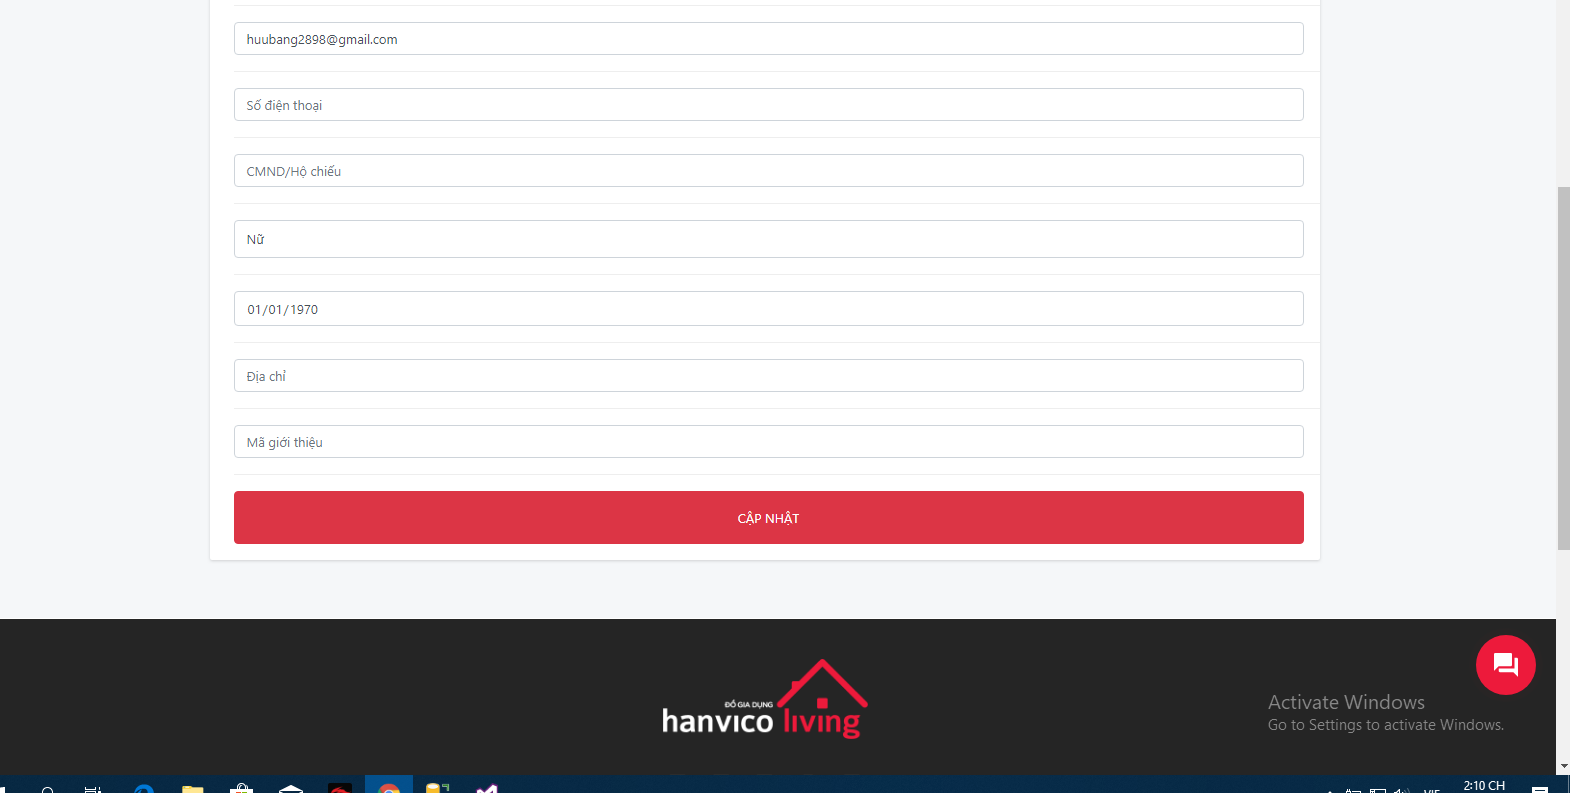 huubang2898@gmail.com
Số điện thoại
CMND/Hộ chiếu
Nữ
01/01/1970
Địa chỉ
Mã giới thiệu
CẬP NHẬT
ĐỒ GIA DỤNG
hanvico living
Activate Windows
Go to Settings to activate Windows.
VIE
2:10 CH